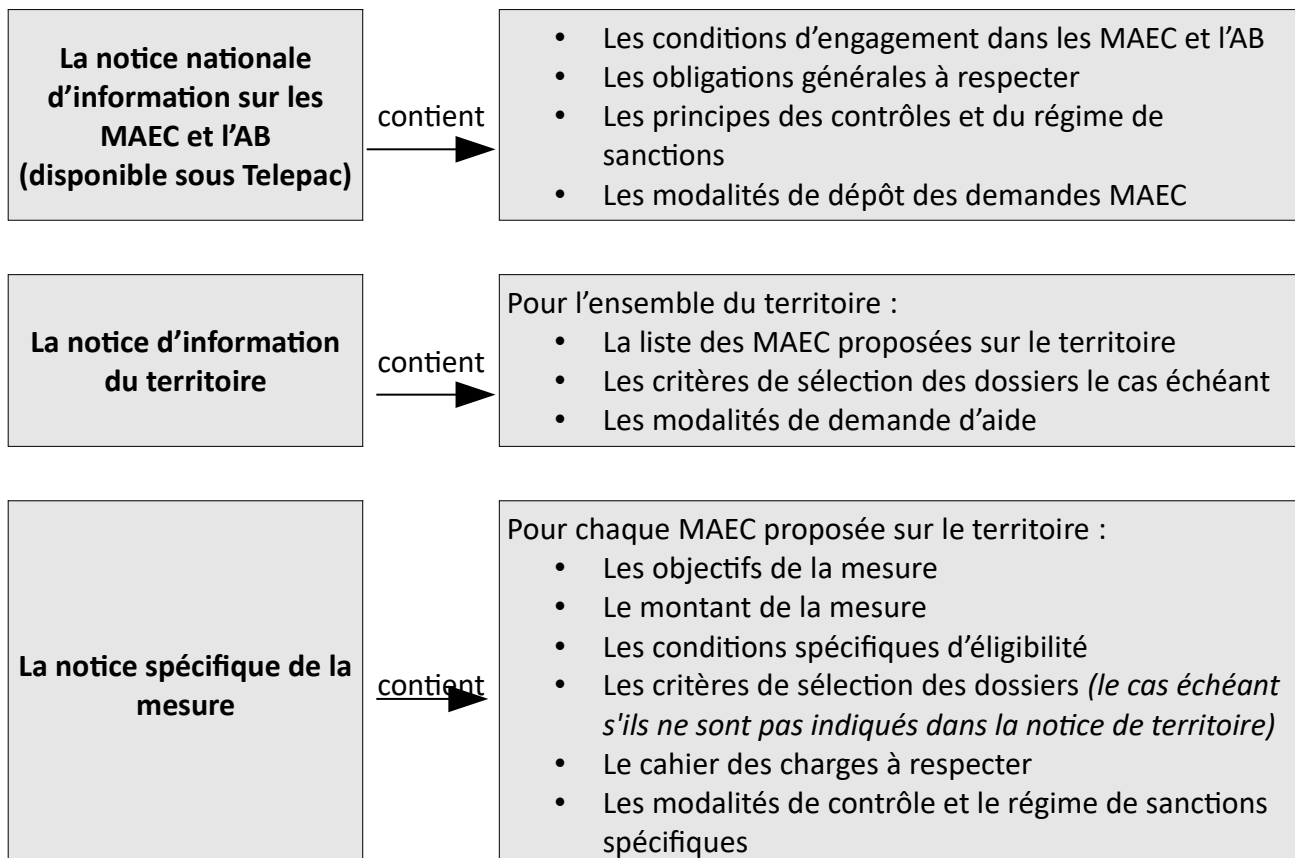 La notice nationale
d’information sur les
MAEC et l’AB
(disponible sous Telepac)
contient
• Les conditions d’engagement dans les MAEC et l’AB
• Les obligations générales à respecter
• Les principes des contrôles et du régime de
sanctions
• Les modalités de dépôt des demandes MAEC
La notice d’information
du territoire
contient
Pour l’ensemble du territoire :
• La liste des MAEC proposées sur le territoire
• Les critères de sélection des dossiers le cas échéant
• Les modalités de demande d’aide
La notice spécifique de la
mesure
contient
Pour chaque MAEC proposée sur le territoire :
• Les objectifs de la mesure
• Le montant de la mesure
• Les conditions spécifiques d’éligibilité
• Les critères de sélection des dossiers (le cas échéant
s'ils ne sont pas indiqués dans la notice de territoire)
• Le cahier des charges à respecter
• Les modalités de contrôle et le régime de sanctions
spécifiques